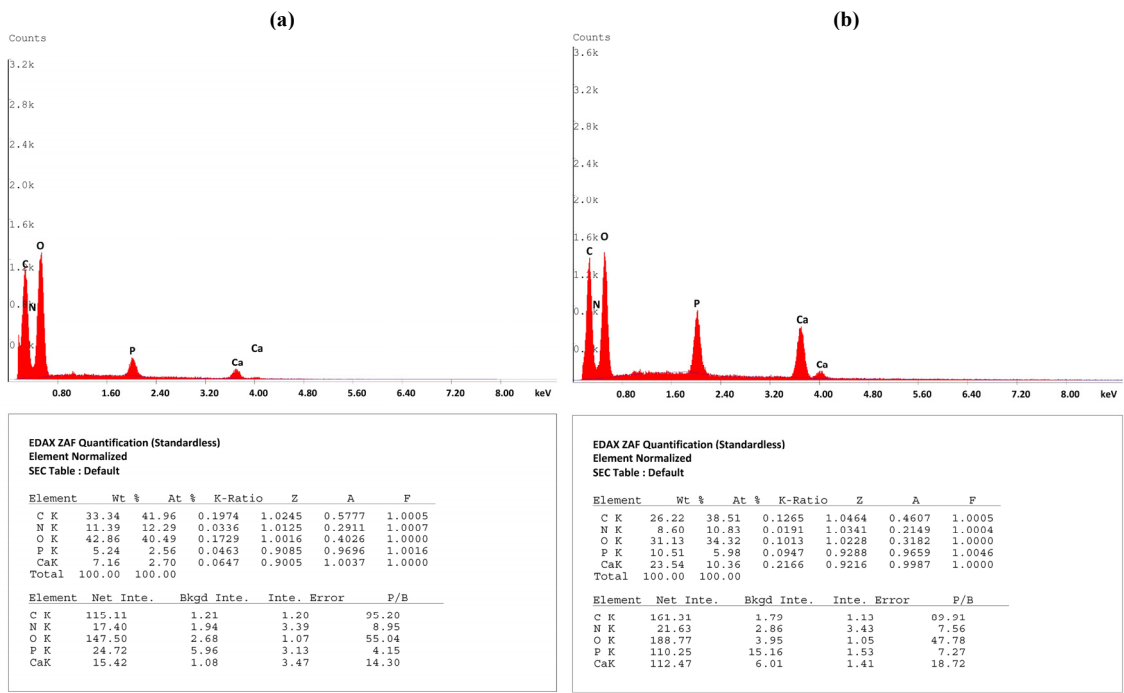 (a)
Counts
3.2k
2.8k
2.4k
2.0k
1.6k
O
C
1.2k
N
P
Ca
Ca
0.80 1.60 2.40 3.20 4.00 4.80 5.60 6.40 7.20 8.00 keV
EDAX ZAF Quantification (Standardless)
Element Normalized
SEC Table : Default
Element Wt % At % K-Ratio Z A F
C K 33.34 41.96 0.1974 1.0245 0.5777 1.0005
N K 11.39 12.29 0.0336 1.0125 0.2911 1.0007
O K 42.86 40.49 0.1729 1.0016 0.4026 1.0000
P K 5.24 2.56 0.0463 0.9085 0.9696 1.0016
CaK 7.16 2.70 0.0647 0.9005 1.0037 1.0000
Total 100.00 100.00
Element Net Inte. Bkgd Inte. Inte. Error P/B
C K 115.11 1.21 1.20 95.20
N K 17.40 1.94 3.39 8.95
O K 147.50 2.68 1.07 55.04
P K 24.72 5.96 3.13 4.15
CaK 15.42 1.08 3.47 14.30
(b)
Counts
3.6k
3.2k
2.8k
2.4k
2.0k
1.6k
O
C
N
P
Ca
Ca
0.80 1.60 2.40 3.20 4.00 4.80 5.60 6.40 7.20 8.00 keV
EDAX ZAF Quantification (Standardless)
Element Normalized
SEC Table : Default
Element Wt % At % K-Ratio Z A F
C K 26.22 38.51 0.1265 1.0464 0.4607 1.0005
N K 8.60 10.83 0.0191 1.0341 0.2149 1.0004
O K 31.13 34.32 0.1013 1.0228 0.3182 1.0000
P K 10.51 5.98 0.0947 0.9288 0.9659 1.0046
CaK 23.54 10.36 0.2166 0.9216 0.9987 1.0000
Total 100.00 100.00
Element Net Inte. Bkgd Inte. Inte. Error P/B
C K 161.31 1.79 1.13 89.91
N K 21.63 2.86 3.43 7.56
O K 188.77 3.95 1.05 47.78
P K 110.25 15.16 1.53 7.27
CaK 112.47 6.01 1.41 18.72